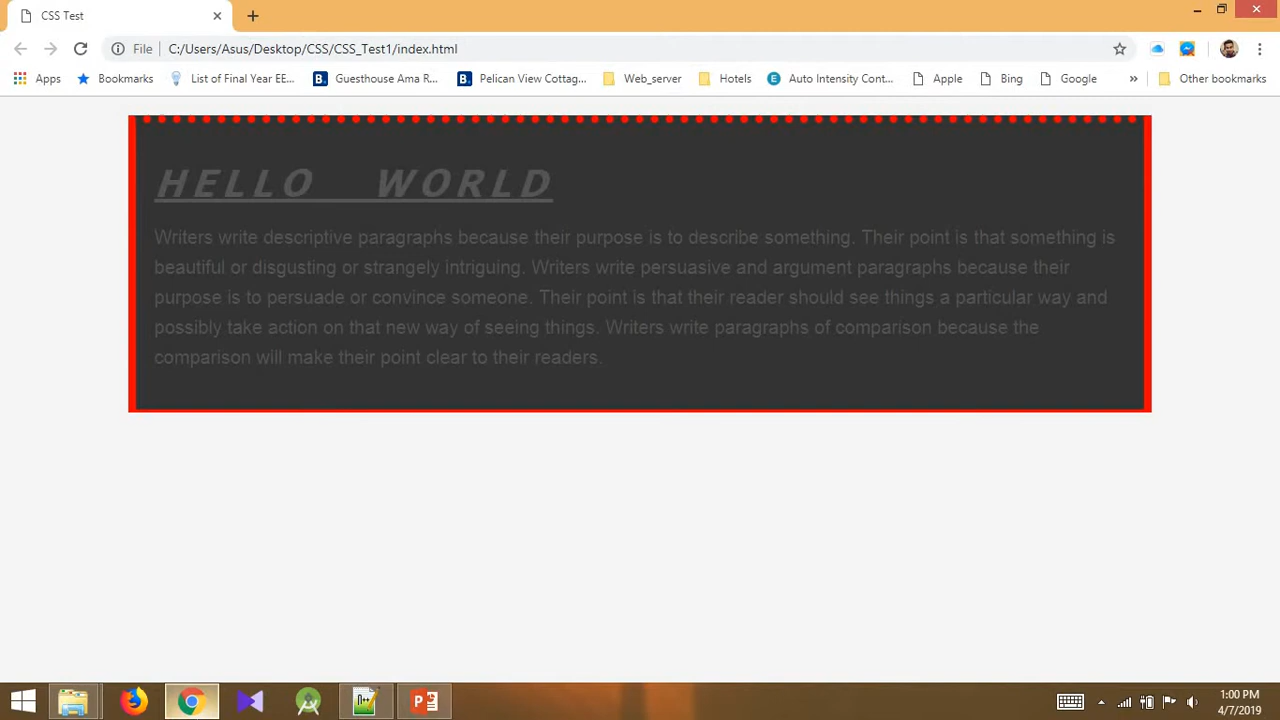 CSS Test
File
C:/Users/Asus/Desktop/CSS/CSS_Test1/index.html
Apps Bookmarks List of Final Year EE... B. Guesthouse Ama R... B. Pelican View Cottag... Web_server Hotels E Auto Intensity Cont... Apple Bing Google » Other bookmarks
HELLO WORLD
Writers write descriptive paragraphs because their purpose is to describe something. Their point is that something is
beautiful or disgusting or strangely intriguing. Writers write persuasive and argument paragraphs because their
purpose is to persuade or convince someone. Their point is that their reader should see things a particular way and
possibly take action on that new way of seeing things. Writers write paragraphs of comparison because the
comparison will make their point clear to their readers.
1:00 PM
4/7/2019